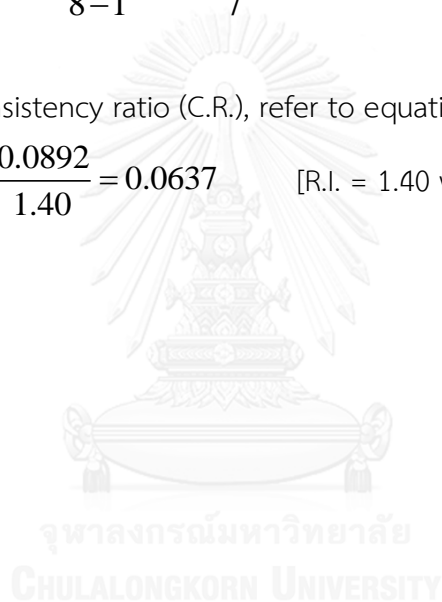 8−1 7
sistency ratio (C.R.), refer to equati
0.0892
1.40 = 0.0637 [R.I. = 1.40
จุฬาลงกรณ์มหาวิทยาลัย
CHULALONGKORN UNIVERSITY